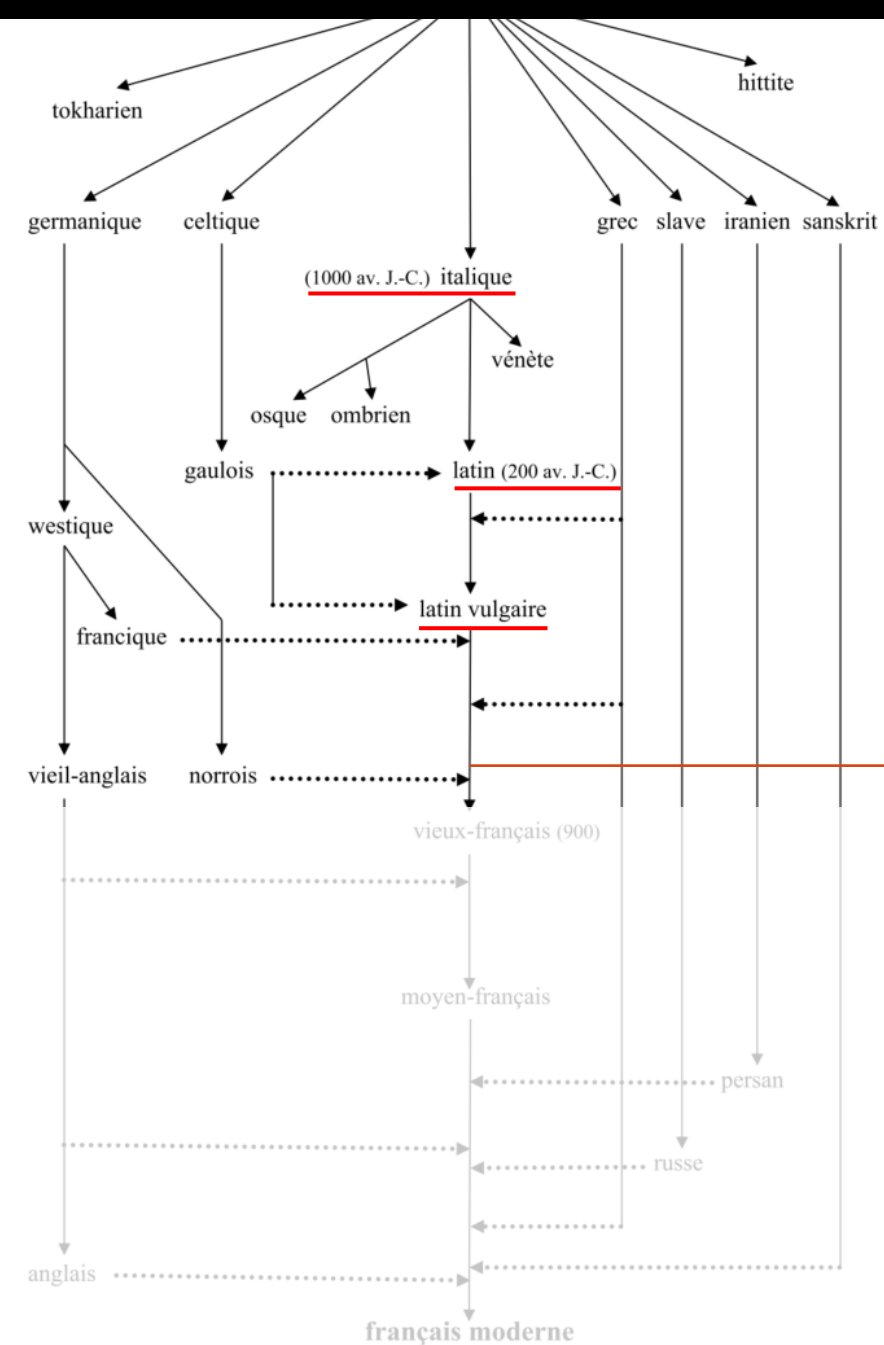 hittite
tokharien
germanique celtique grec slave iranien sanskrit
(1000 av. J.-C.) italique
vénète
osque ombrien
gaulois latin (200 av. J.-C.)
westique
latin vulgaire
francique
vieil-anglais norrois
vieux-français (900)
moyen-français
persan
russe
anglais
français moderne